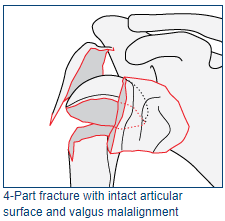 4-Part fracture with intact articular
surface and valgus malalignment